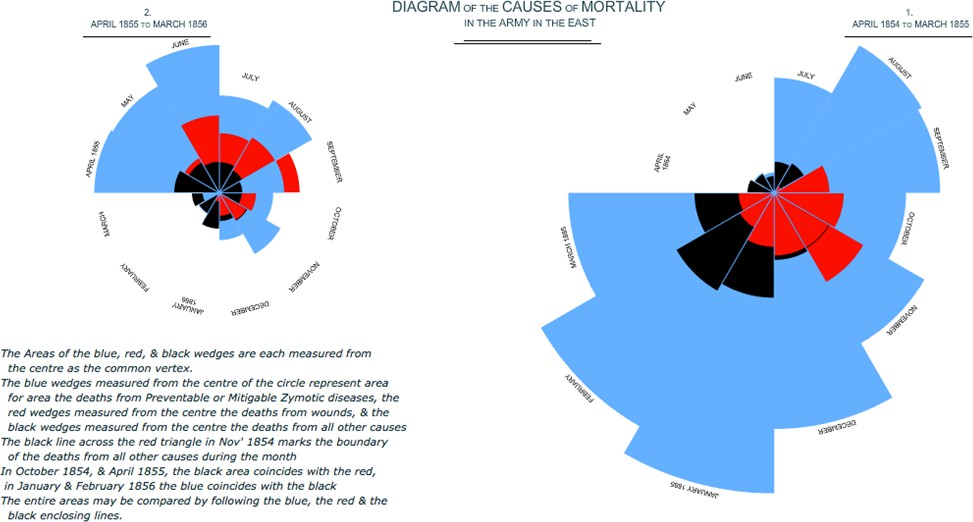 DIAGRAM OF THE CAUSES OF MORTALITY
IN THE ARMY IN THE EAST
2.
APRIL 1855 TO MARCH 1856
1.
APRIL 1854 TO MARCH 1855
APRIL 1855
MAY
JUNE
JULY
AUGUST
SEPTEMBER
OCTOBER
NOVEMBER
DECEMBER
JANUARY
FEBRUARY
MARCH
APRIL
MAY
JUNE
JULY
AUGUST
SEPTEMBER
OCTOBER
NOVEMBER
DECEMBER
JANUARY 1885
FEBRUARY
MARCH 1885
The Areas of the blue, red, & black wedges are each measured from
the centre as the common vertex.
The blue wedges measured from the centre of the circle represent area
for area the deaths from Preventable or Mitigable Zymotic diseases, the
red wedges measured from the centre the deaths from wounds, & the
black wedges measured from the centre the deaths from all other causes
The black line across the red triangle in Nov' 1854 marks the boundary
of the deaths from all other causes during the month
In October 1854, & April 1855, the black area coincides with the red,
in January & February 1856 the blue coincides with the black
The entire areas may be compared by following the blue, the red & the
black enclosing lines.